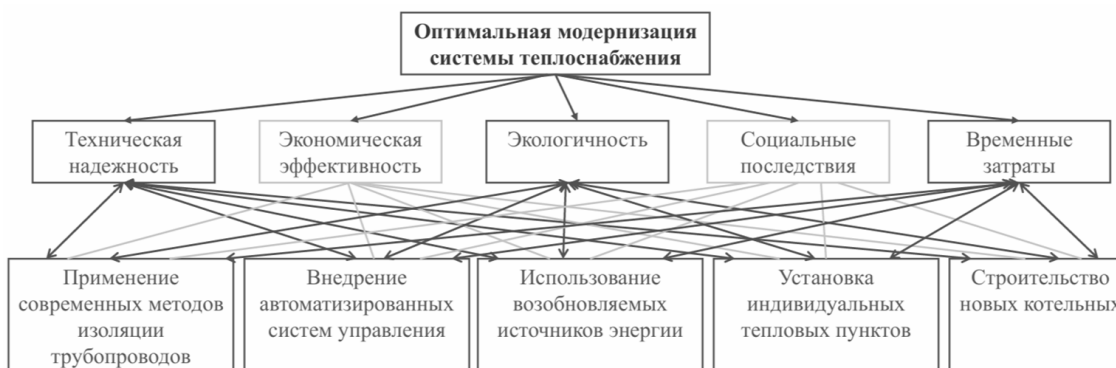 Оптимальная модернизация
системы теплоснабжения
Техническая
надежность
Экономическая
эффективность
Экологичность
Социальные
последствия
Временные
затраты
Применение
современных методов
изоляции
трубопроводов
Внедрение
автоматизированных
систем управления
Использование
возобновляемых
источников энергии
Установка
индивидуальных
тепловых пунктов
Строительство
новых котельных